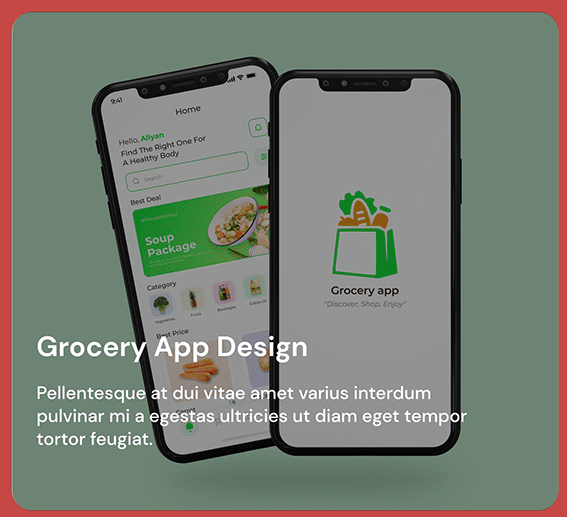 9:41
Home
Hello, Aliyan
Find The Right One For
A Healthy Body
Search
Best Deal
Soup
Package
Category
Vegetables
Fruits
Beverages
Edible Oil
Best Price
Grocery app
"Discover, Shop, Enjoy"
Grocery App Design
Pellentesque at dui vitae amet varius interdum
pulvinar mi a egestas ultricies ut diam eget tempor
tortor feugiat.